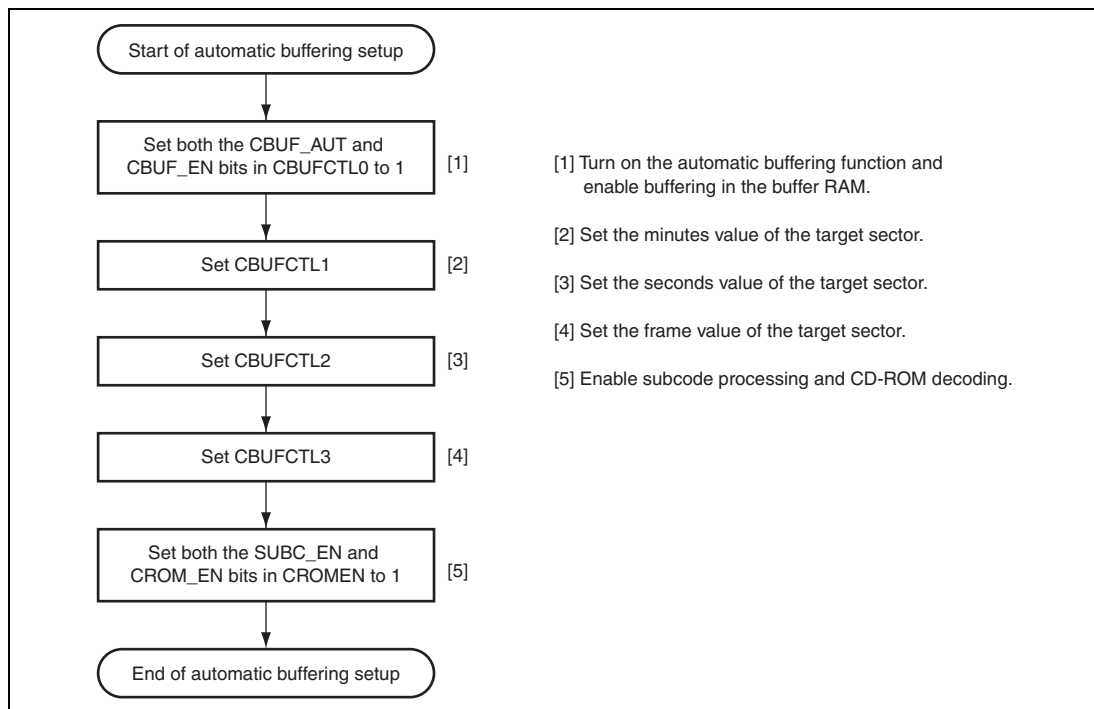 Start of automatic buffering setup
Set both the CBUF_AUT and
CBUF_EN bits in CBUFCTL0 to 1
[1]
Set CBUFCTL1
[2]
Set CBUFCTL2
[3]
Set CBUFCTL3
[4]
Set both the SUBC_EN and
CROM_EN bits in CROMEN to 1
[5]
End of automatic buffering setup
[1] Turn on the automatic buffering function and
enable buffering in the buffer RAM.
[2] Set the minutes value of the target sector.
[3] Set the seconds value of the target sector.
[4] Set the frame value of the target sector.
[5] Enable subcode processing and CD-ROM decoding.